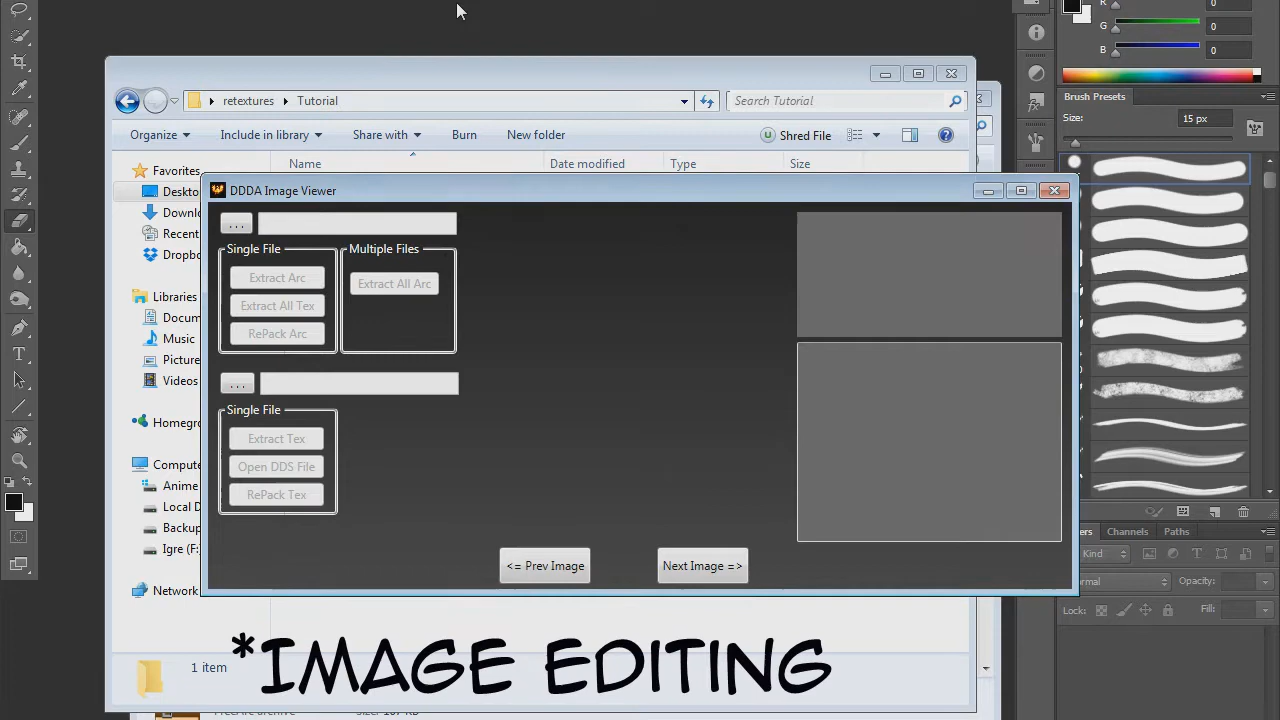 R
0
G
0
B
0
Brush Presets
Size:
15 px
retextures
Tutorial
Search Tutorial
Organize
Include in library
Share with
Burn
New folder
Shred File
Name
Date modified
Type
Size
Favorites
Desktop
Recent
Libraries
Music
Videos
Network
DDDA Image Viewer
...
Single File
Multiple Files
Extract Arc
Extract All Arc
Extract All Tex
RePack Arc
...
Single File
Extract Tex
Open DDS File
RePack Tex
<= Prev Image
Next Image =>
Channels
Paths
Kind
Opacity:
Lock:
Fill:
1 item
*IMAGE EDITING